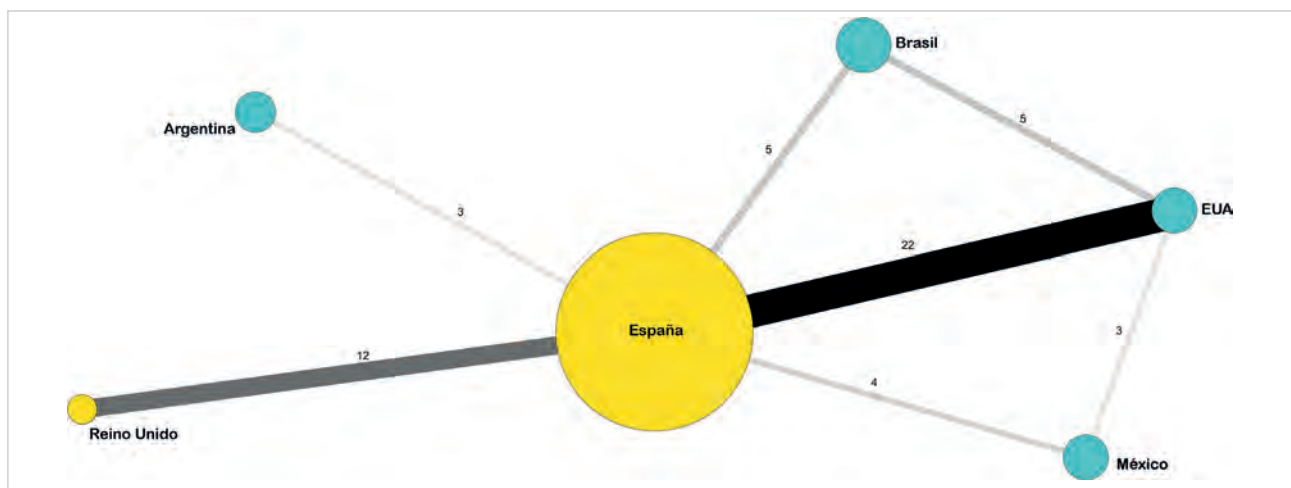 Brasil
Argentina
5
5
3
EUA
22
España
3
12
4
Reino Unido
México